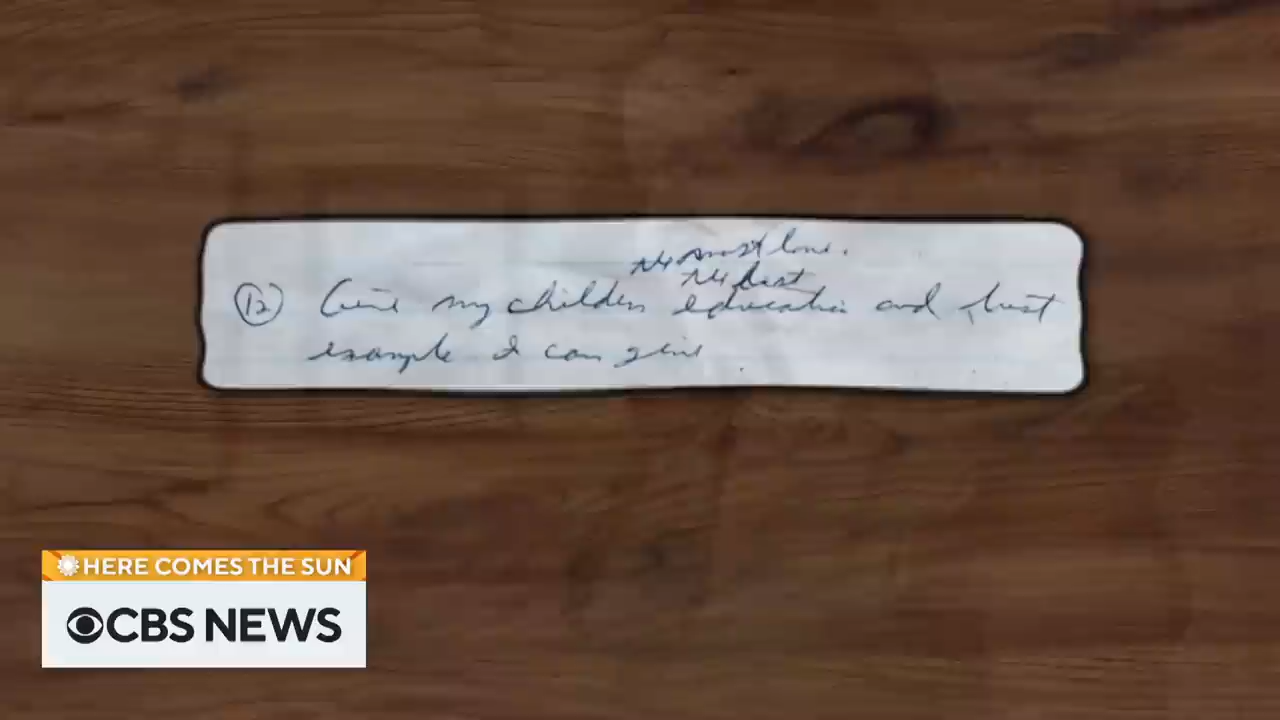 the most love.
the best
(12) Give my children education and best
example I can give
HERE COMES THE SUN
CBS NEWS